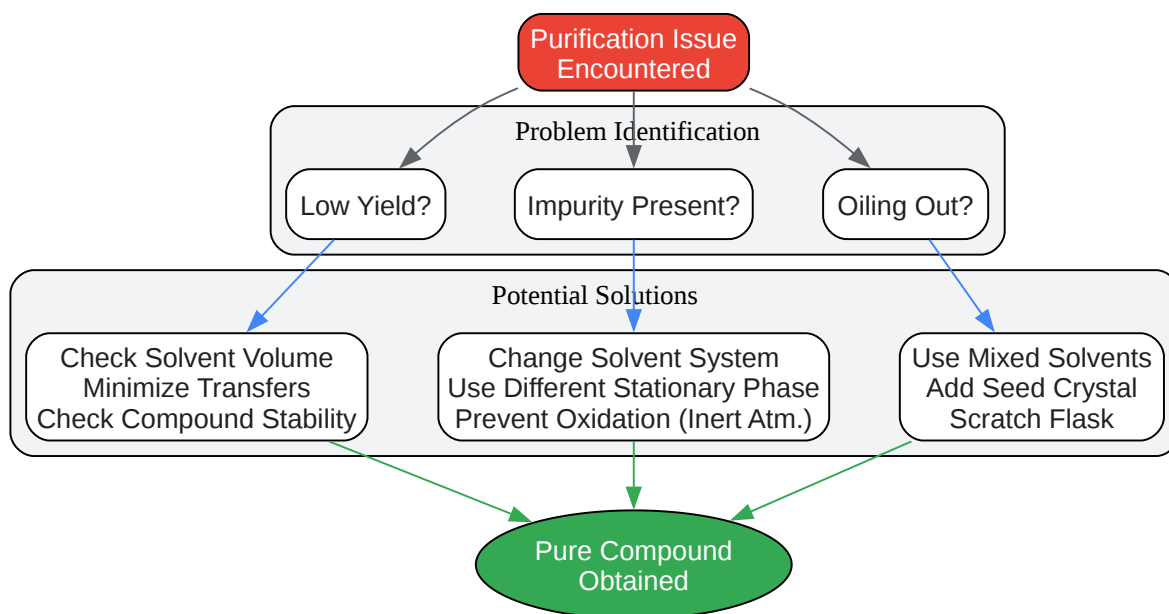 Purification Issue
Encountered
Problem Identification
Low Yield?
Impurity Present?
Oiling Out?
Potential Solutions
Check Solvent Volume
Minimize Transfers
Check Compound Stability
Change Solvent System
Use Different Stationary Phase
Prevent Oxidation (Inert Atm.)
Use Mixed Solvents
Add Seed Crystal
Scratch Flask
Pure Compound
Obtained